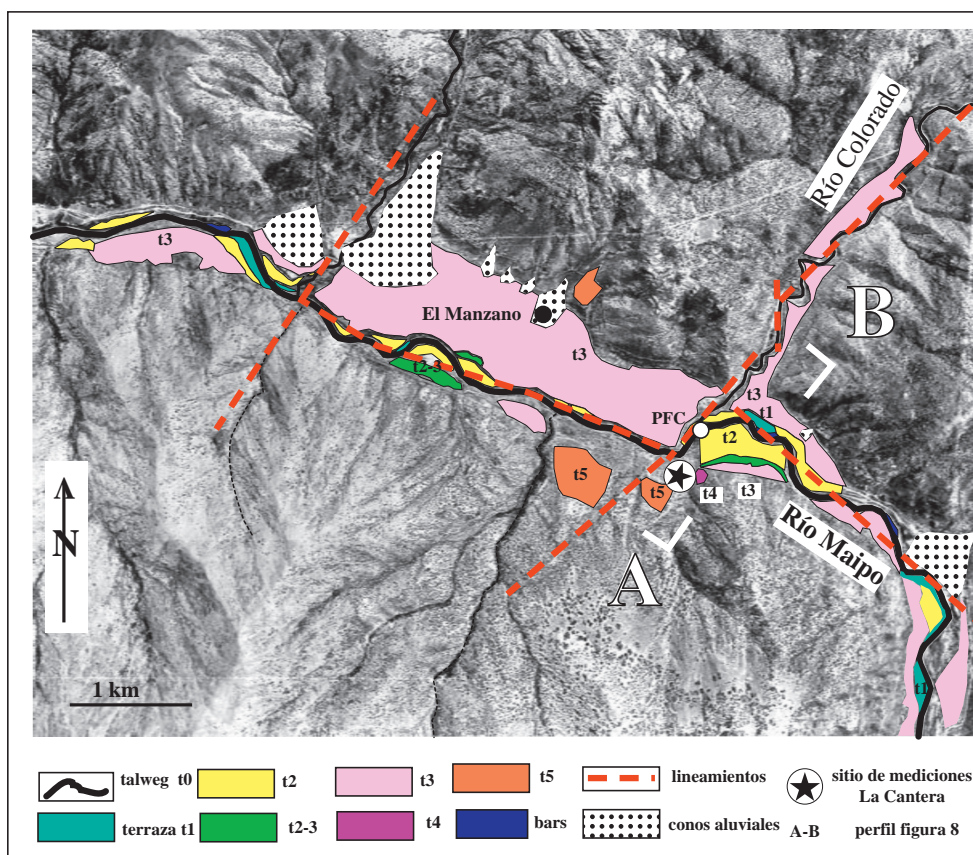 Río Colorado
t3
El Manzano
t3
B
t2-3
PFC
t3
t1
t2
t5
t5
t4
t3
Río Maipo
A
N
1 km
t1
talweg t0
t2
t3
t5
lineamientos
sitio de mediciones
La Cantera
terraza t1
t2-3
t4
bars
conos aluviales
A-B
perfil figura 8